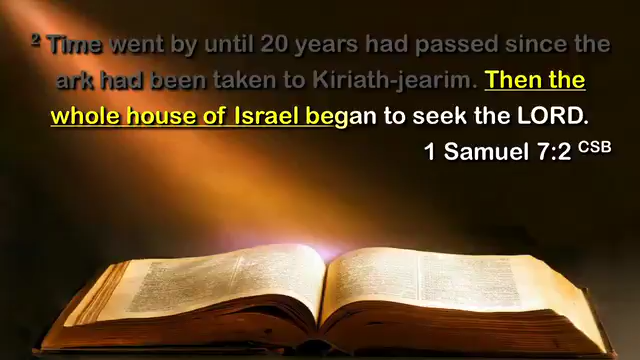 ² Time went by until 20 years had passed since the
ark had been taken to Kiriath-jearim. Then the
whole house of Israel began to seek the LORD.
1 Samuel 7:2 CSB